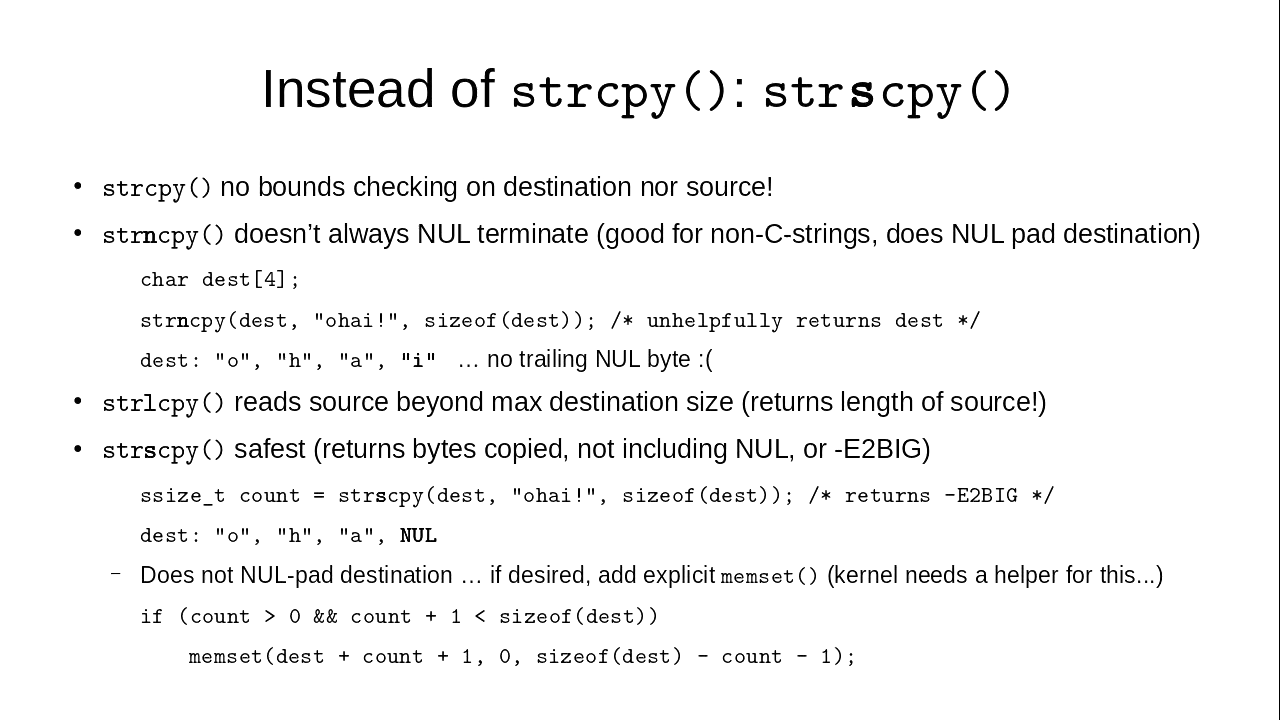 Instead of strcpy(): strscpy()
• strcpy() no bounds checking on destination nor source!
• strncpy() doesn’t always NUL terminate (good for non-C-strings, does NUL pad destination)
char dest[4];
strncpy(dest, "ohai!", sizeof(dest)); /* unhelpfully returns dest */
dest: "o", "h", "a", "i" … no trailing NUL byte :(
• strlcpy() reads source beyond max destination size (returns length of source!)
• strscpy() safest (returns bytes copied, not including NUL, or -E2BIG)
ssize_t count = strscpy(dest, "ohai!", sizeof(dest)); /* returns -E2BIG */
dest: "o", "h", "a", NUL
– Does not NUL-pad destination … if desired, add explicit memset() (kernel needs a helper for this...)
if (count > 0 && count + 1 < sizeof(dest))
memset(dest + count + 1, 0, sizeof(dest) - count - 1);